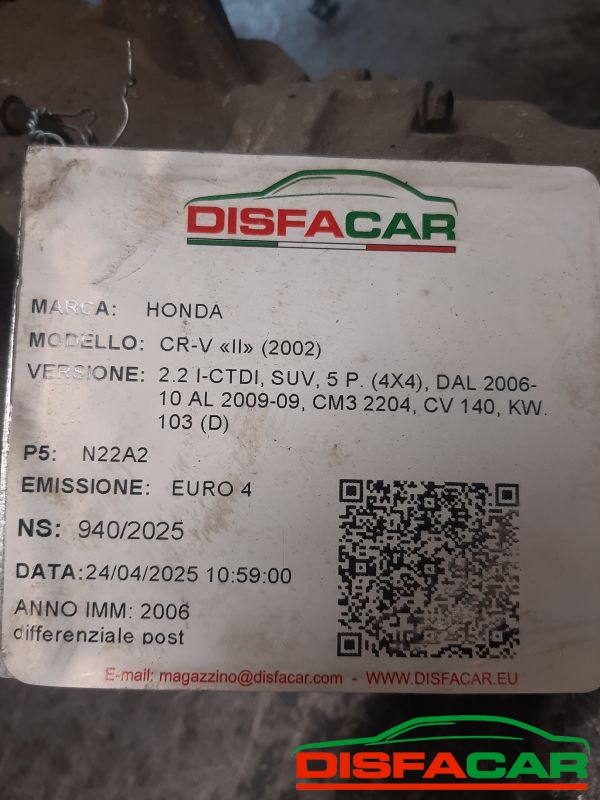 DISFACAR
MARCA: HONDA
MODELLO: CR-V «II» (2002)
VERSIONE: 2.2 I-CTDI, SUV, 5 P. (4X4), DAL 2006-
10 AL 2009-09, CM3 2204, CV 140, KW.
103 (D)
P5: N22A2
EMISSIONE: EURO 4
NS: 940/2025
DATA:24/04/2025 10:59:00
ANNO IMM: 2006
differenziale post
E-mail: magazzino@disfacar.com - WWW.DISFACAR.EU
DISFACAR